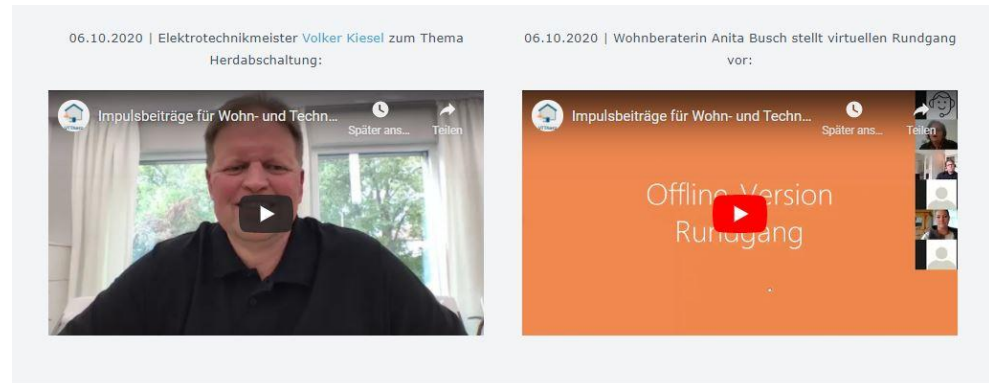 06.10.2020 | Elektrotechnikmeister Volker Kiesel zum Thema
Herdabschaltung:
Impulsbeiträge für Wohn- und Techn...
Später ans...
Teilen
06.10.2020 | Wohnberaterin Anita Busch stellt virtuellen Rundgang
vor:
Impulsbeiträge für Wohn- und Techn...
Später ans...
Teilen
Offline-Version
Rundgang